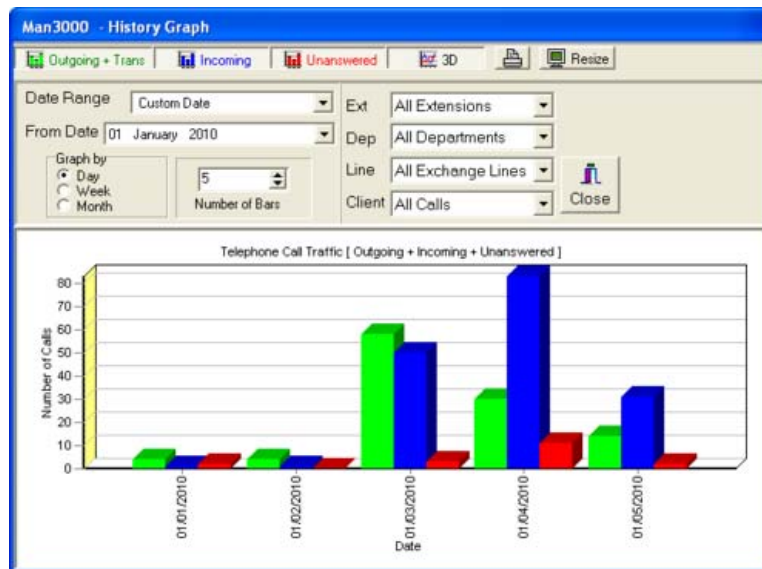 Man3000 - History Graph
Outgoing + Trans Incoming Unanswered 3D Resize
Date Range Custom Date
From Date 01 January 2010
Graph by
Day
Week
Month
5
Number of Bars
Ext All Extensions
Dep All Departments
Line All Exchange Lines
Client All Calls
Close
Telephone Call Traffic [ Outgoing + Incoming + Unanswered ]
Number of Calls
80
70
60
50
40
30
20
10
0
01/01/2010
01/02/2010
01/03/2010
01/04/2010
01/05/2010
Date